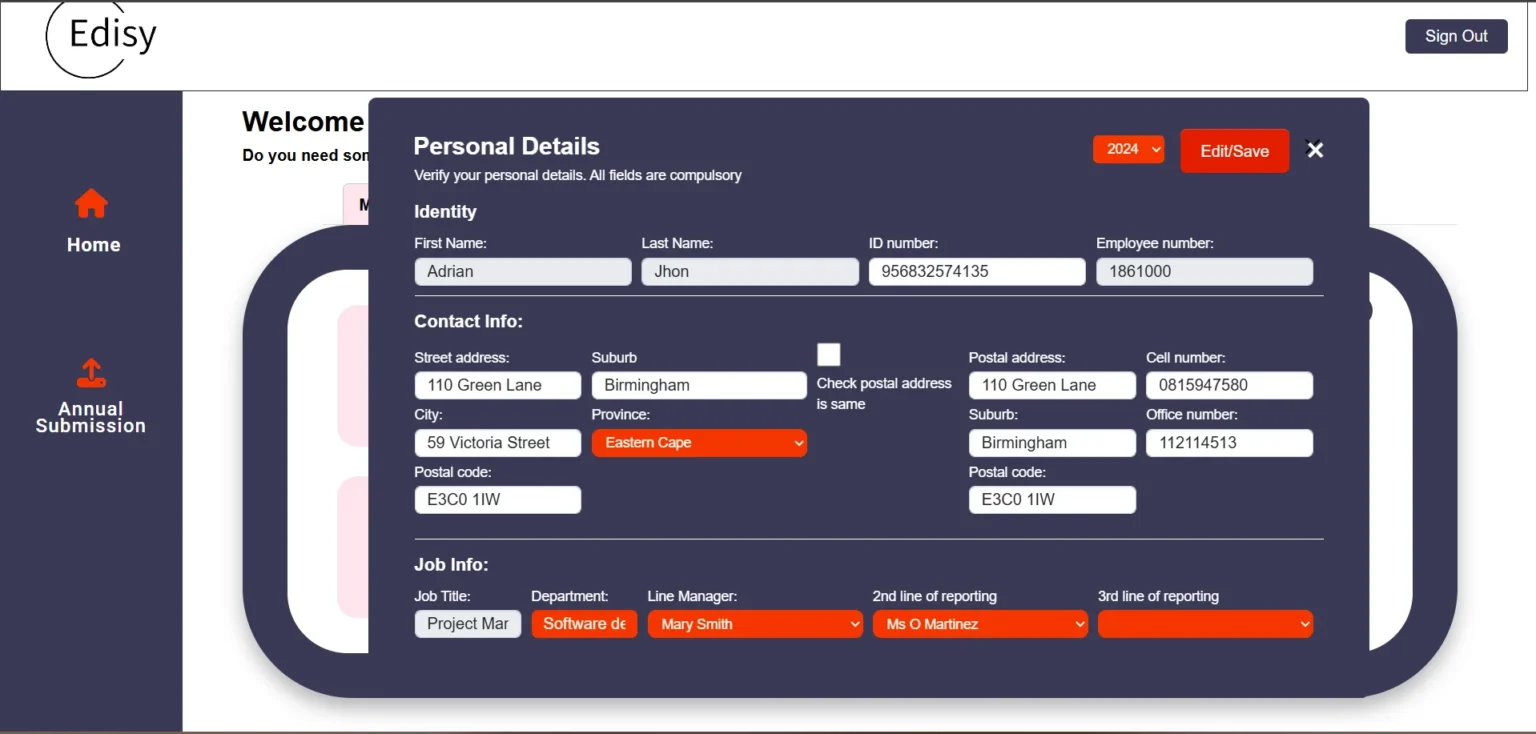 Edisy
Sign Out
Welcome
Do you need
Home
Annual
Submission
Personal Details
2024
Edit/Save
Verify your personal details. All fields are compulsory
Identity
First Name: Last Name: ID number: Employee number:
Adrian Jhon 956832574135 1861000
Contact Info:
Street address: Suburb Postal address: Cell number:
110 Green Lane Birmingham Check postal address 110 Green Lane 0815947580
is same
City: Province: Suburb: Office number:
59 Victoria Street Eastern Cape Birmingham 112114513
Postal code: Postal code:
E3C0 1IW E3C0 1IW
Job Info:
Job Title: Department: Line Manager: 2nd line of reporting 3rd line of reporting
Project Mar Software de Mary Smith Ms O Martinez